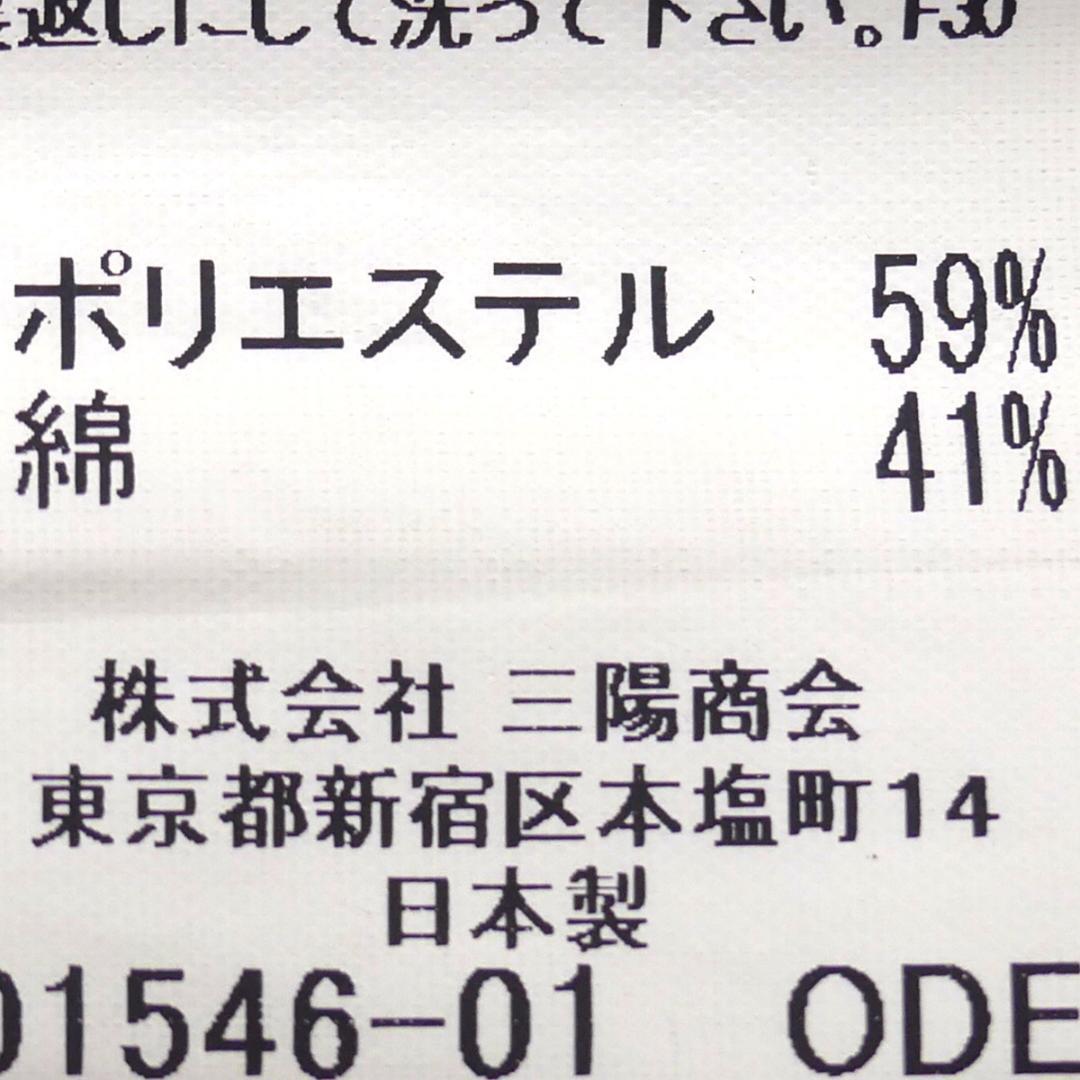 裏返しにして洗って下さい。F30
ポリエステル 59%
綿 41%
株式会社 三陽商会
東京都新宿区本塩町14
日本製
01546-01 ODE